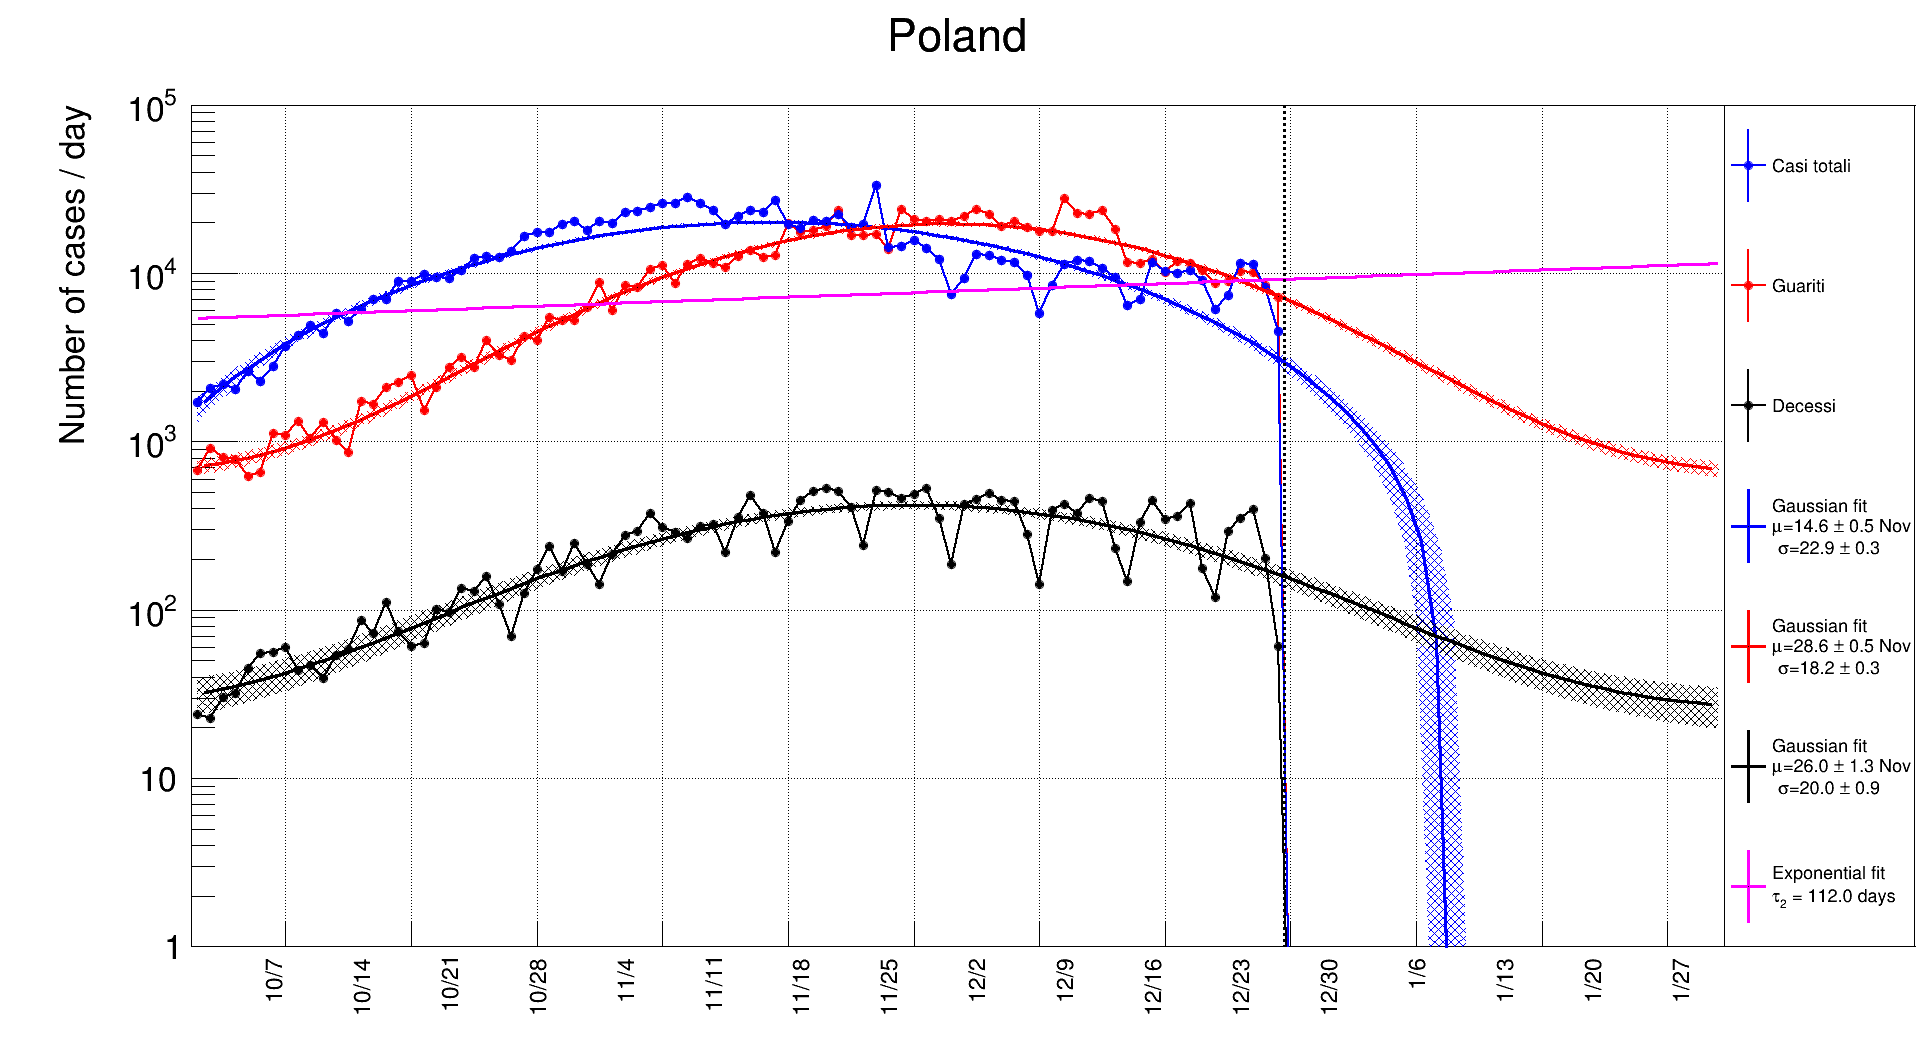 Poland
Number of cases / day
10^5
10^4
10^3
10^2
10
1
10/7
10/14
10/21
10/28
11/4
11/11
11/18
11/25
12/2
12/9
12/16
12/23
12/30
1/6
1/13
1/20
1/27
Casi totali
Guariti
Decessi
Gaussian fit
μ=14.6 ± 0.5 Nov
σ=22.9 ± 0.3
Gaussian fit
μ=28.6 ± 0.5 Nov
σ=18.2 ± 0.3
Gaussian fit
μ=26.0 ± 1.3 Nov
σ=20.0 ± 0.9
Exponential fit
τ₂ = 112.0 days